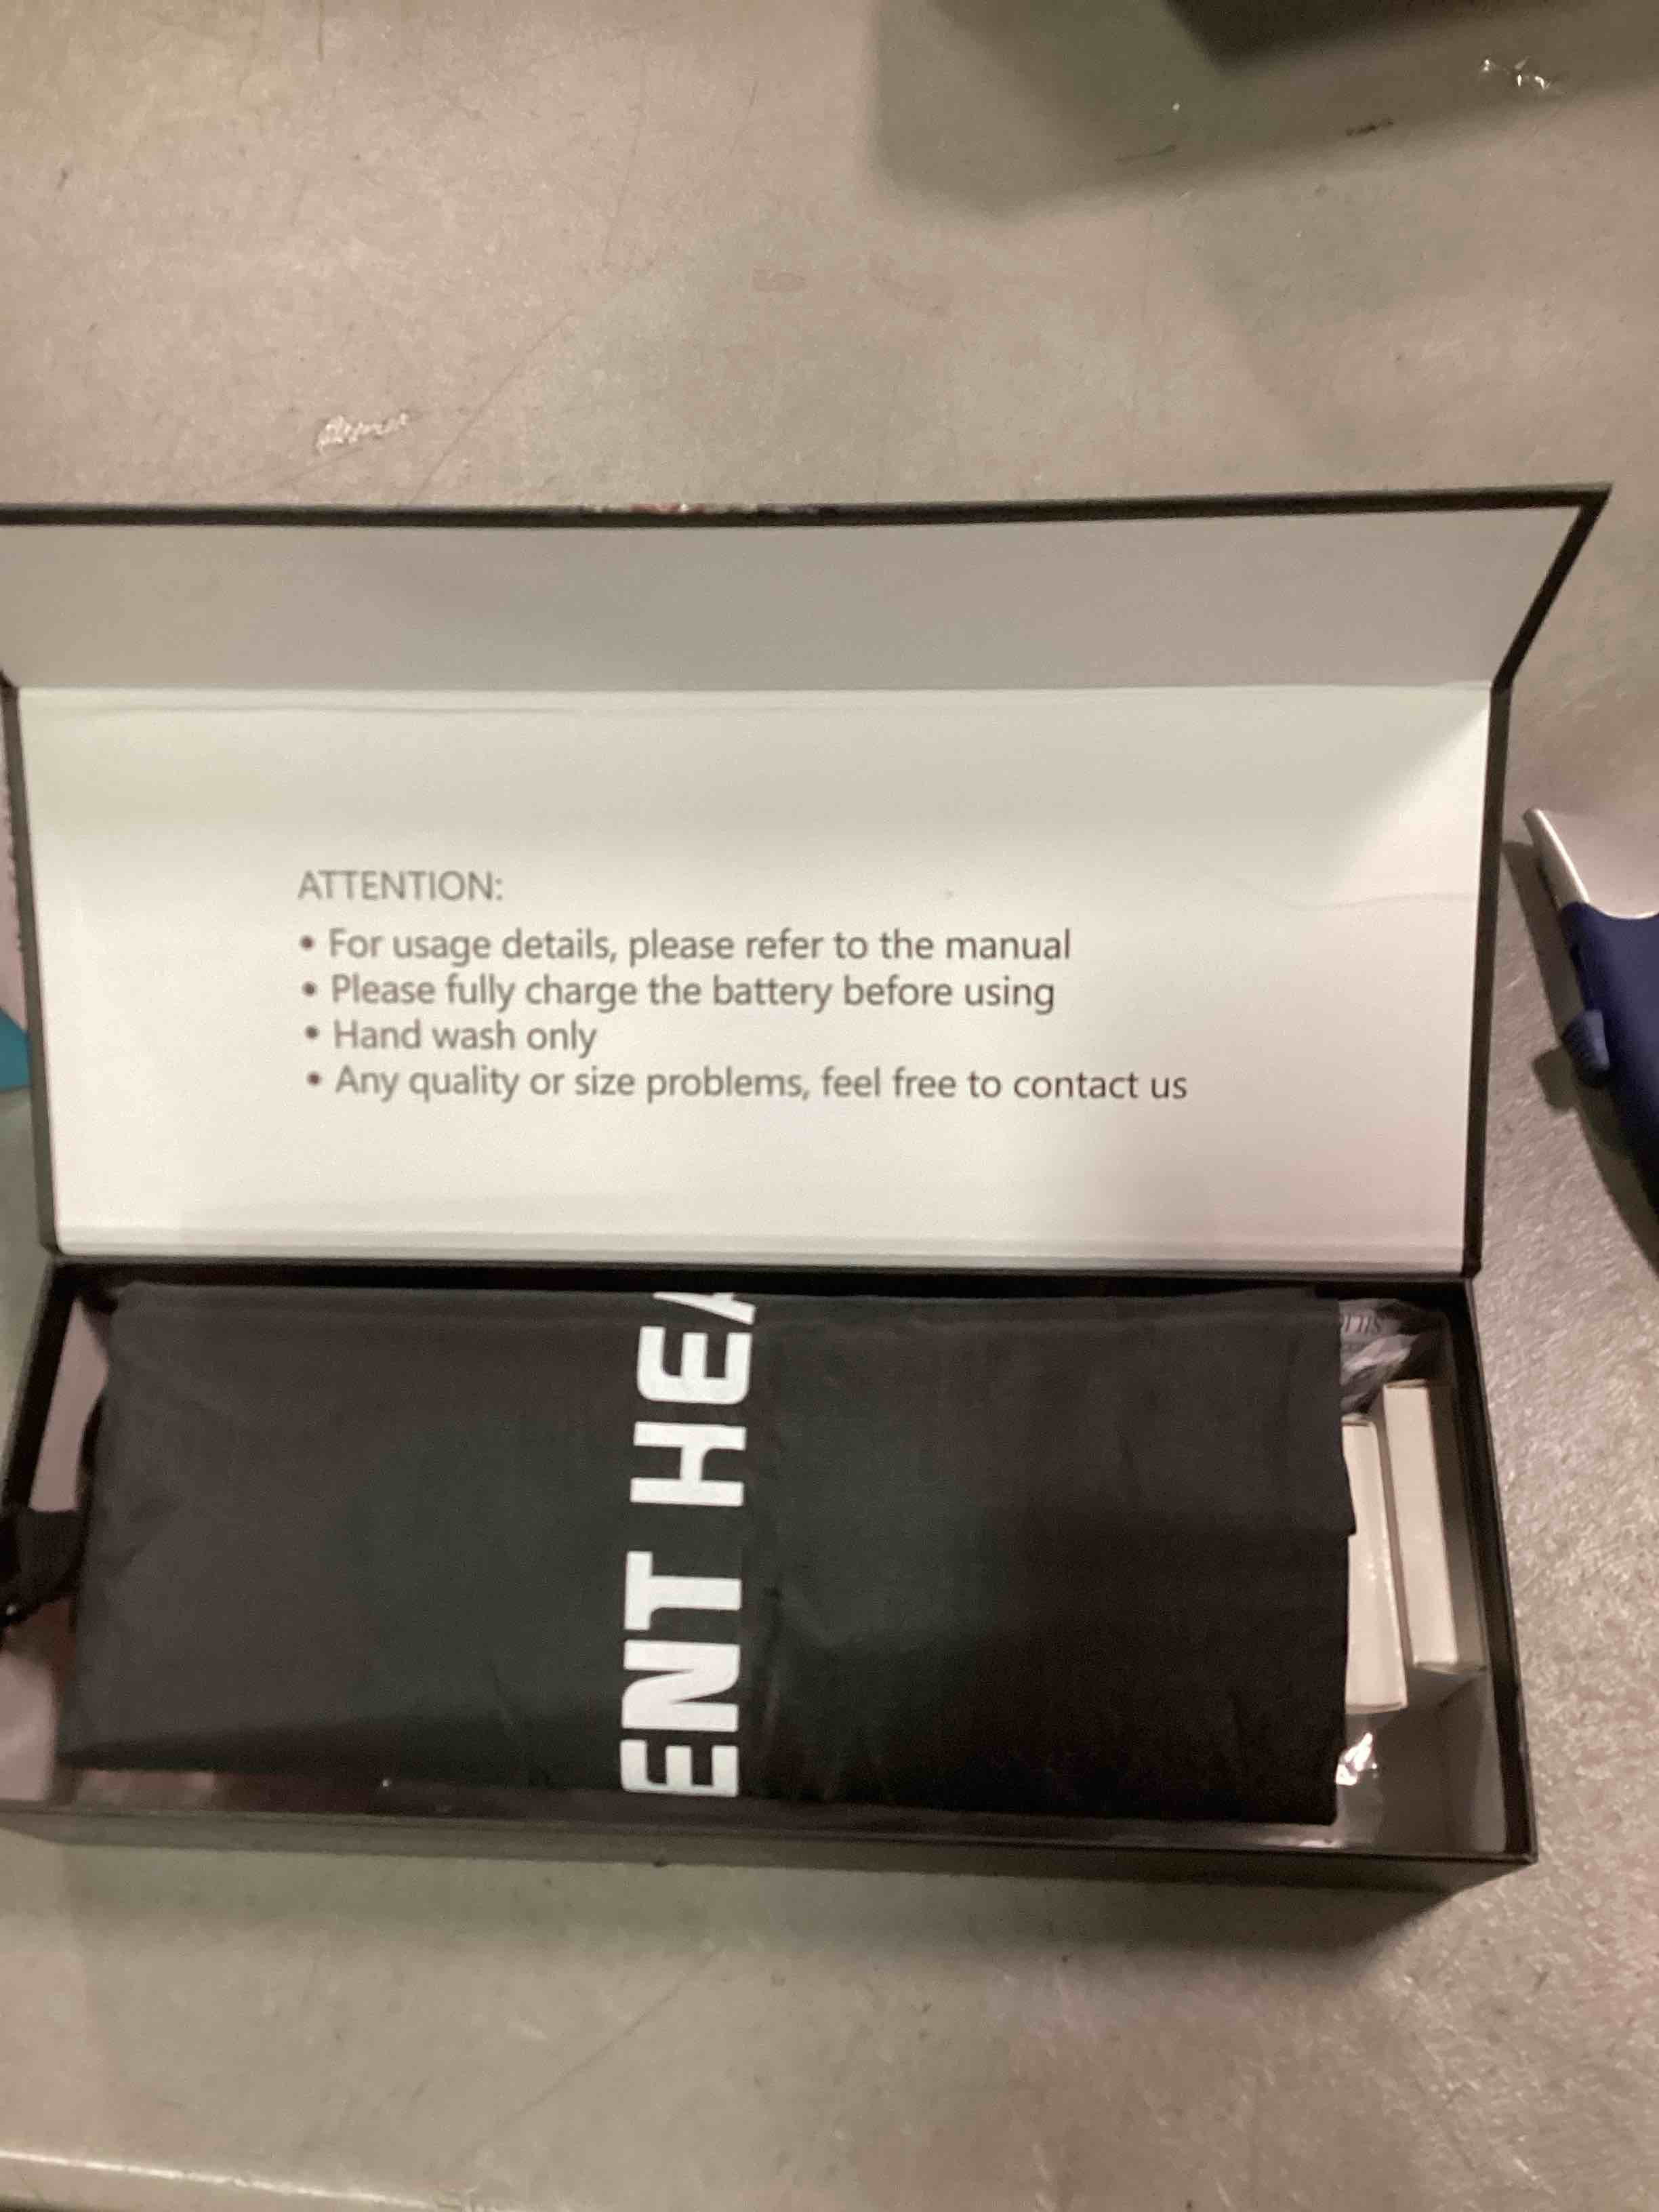 ATTENTION:
• For usage details, please refer to the manual
• Please fully charge the battery before using
• Hand wash only
• Any quality or size problems, feel free to contact us
ENT HEA